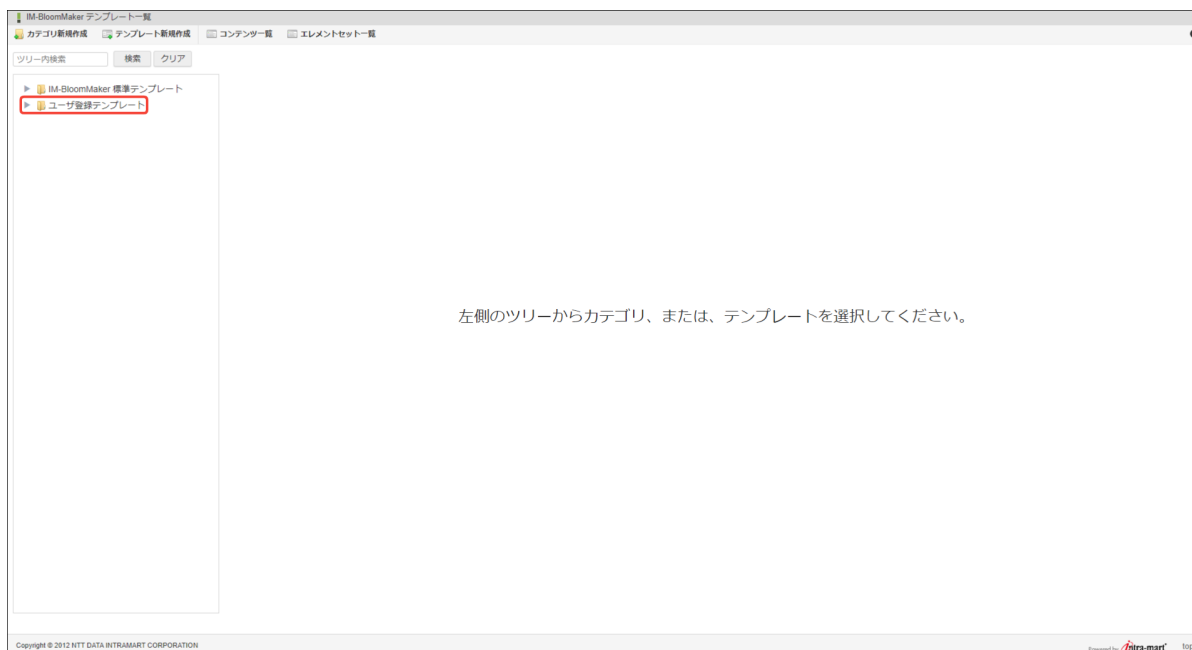 IM-BloomMaker テンプレート一覧
カテゴリ新規作成 テンプレート新規作成 コンテンツ一覧 エレメントセット一覧
ツリー内検索 検索 クリア
IM-BloomMaker 標準テンプレート
ユーザ登録テンプレート
左側のツリーからカテゴリ、または、テンプレートを選択してください。
Copyright © 2012 NTT DATA INTRAMART CORPORATION
Powered by intra-mart top